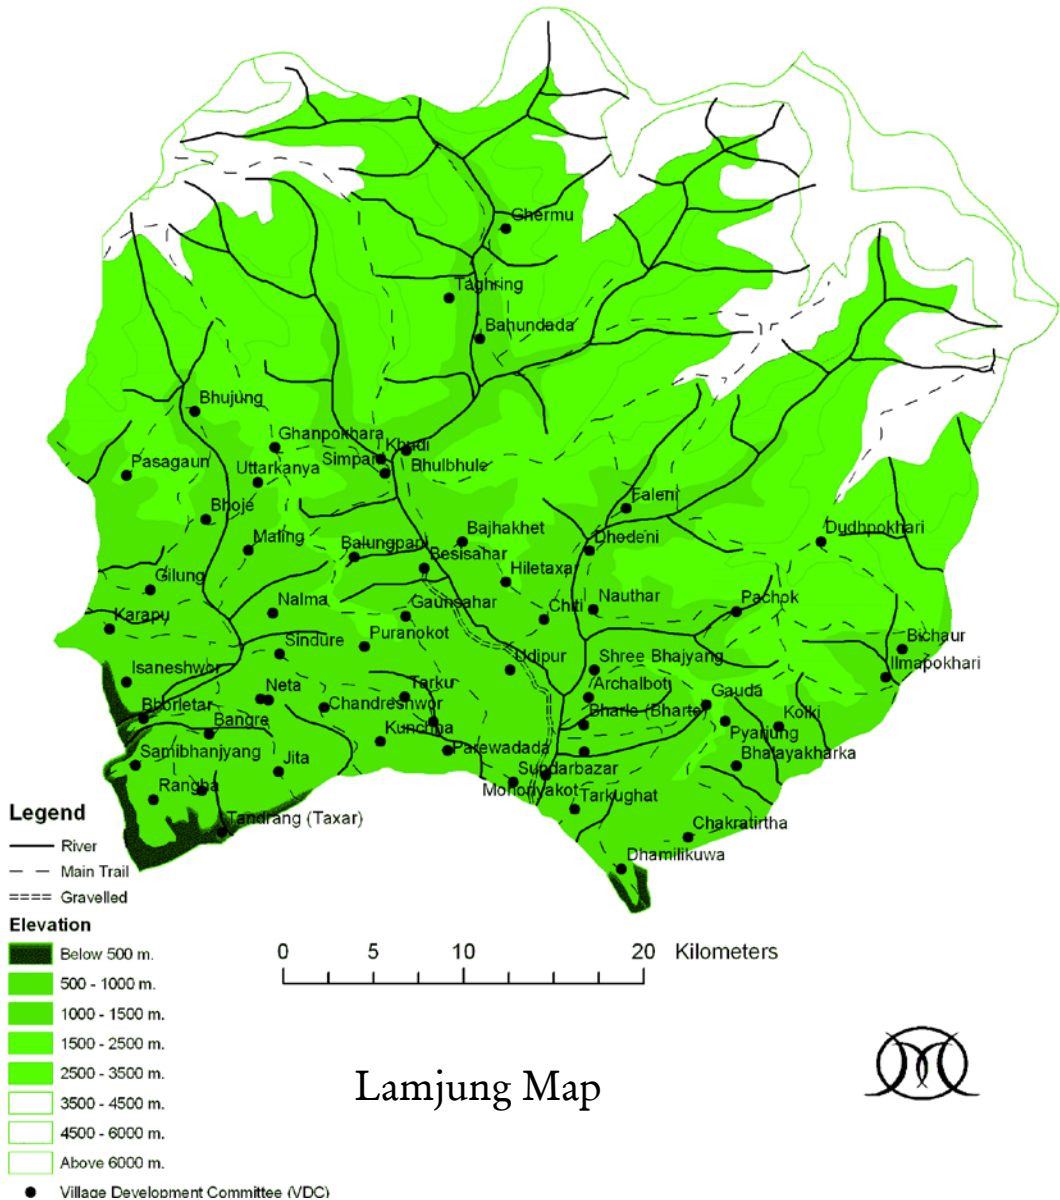 Ghermu
Taghring
Bahundada
Bhujung
Ghanpokhara
Khudi
Simpani
Bhulbhule
Pasagaun
Uttarkanya
Faleni
Bhoje
Bajhakhet
Dudhpokhari
Maling
Balungpani
Dhodeni
Besisahar
Hiletaxar
Gilung
Nalma
Gaunsahar
Chiti
Nauthar
Pachok
Karapu
Puranokot
Sindure
Bichaur
Isaneshwor
Udipur
Shree Bhajyang
Ilmapokhari
Neta
Tarku
Archalbot
Gauda
Bhorletar
Chandreshwor
Bharle (Bharte)
Kolki
Bangre
Kunchha
Pyarjung
Samibhanjyang
Jita
Parewadada
Bhalayakharka
Sundarbazar
Rangha
Mohoriyakot
Tarkughat
Tandrang (Taxar)
Chakratirtha
Dhamilikuwa
Legend
River
Main Trail
Gravelled
Elevation
Below 500 m.
500 - 1000 m.
1000 - 1500 m.
1500 - 2500 m.
2500 - 3500 m.
3500 - 4500 m.
4500 - 6000 m.
Above 6000 m.
Village Development Committee (VDC)
0 5 10 20 Kilometers
Lamjung Map